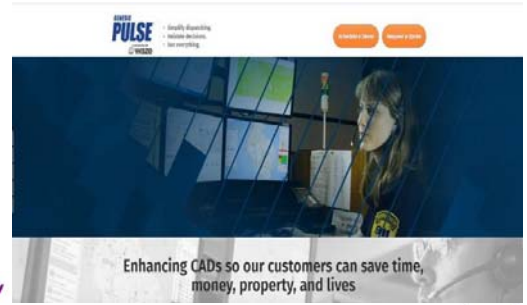 PULSE
· Simplify dispatching.
· Validate decisions.
· See everything.
Schedule a Demo
Request a Quote
911
Enhancing CADs so our customers can save time,
money, property, and lives